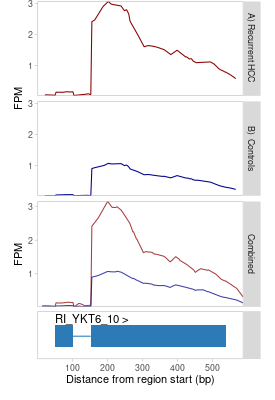 3
2
1
A) Recurrent HCC
FPM
3
2
1
B) Controls
3
2
1
FPM
Combined
RI_YKT6_10 >
100 200 300 400 500
Distance from region start (bp)